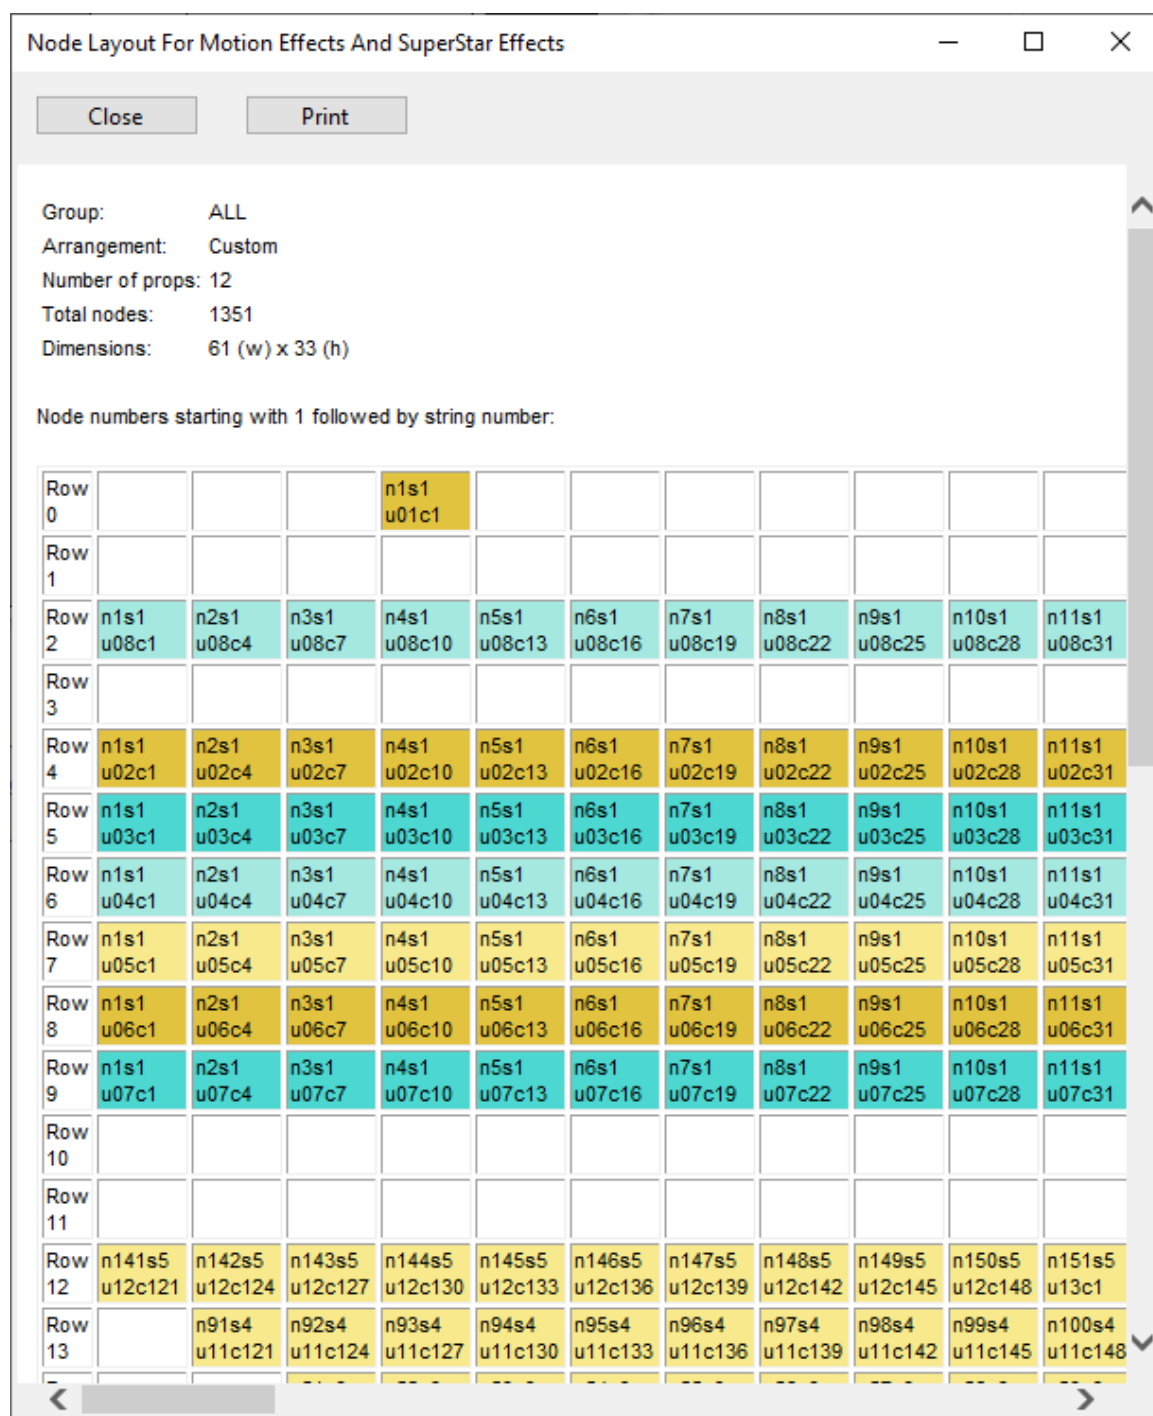 Node Layout For Motion Effects And SuperStar Effects
Close Print
Group: ALL
Arrangement: Custom
Number of props: 12
Total nodes: 1351
Dimensions: 61 (w) x 33 (h)
Node numbers starting with 1 followed by string number:
Row n1s1
0 u01c1
Row
1
Row n1s1 n2s1 n3s1 n4s1 n5s1 n6s1 n7s1 n8s1 n9s1 n10s1 n11s1
2 u08c1 u08c4 u08c7 u08c10 u08c13 u08c16 u08c19 u08c22 u08c25 u08c28 u08c31
Row
3
Row n1s1 n2s1 n3s1 n4s1 n5s1 n6s1 n7s1 n8s1 n9s1 n10s1 n11s1
4 u02c1 u02c4 u02c7 u02c10 u02c13 u02c16 u02c19 u02c22 u02c25 u02c28 u02c31
Row n1s1 n2s1 n3s1 n4s1 n5s1 n6s1 n7s1 n8s1 n9s1 n10s1 n11s1
5 u03c1 u03c4 u03c7 u03c10 u03c13 u03c16 u03c19 u03c22 u03c25 u03c28 u03c31
Row n1s1 n2s1 n3s1 n4s1 n5s1 n6s1 n7s1 n8s1 n9s1 n10s1 n11s1
6 u04c1 u04c4 u04c7 u04c10 u04c13 u04c16 u04c19 u04c22 u04c25 u04c28 u04c31
Row n1s1 n2s1 n3s1 n4s1 n5s1 n6s1 n7s1 n8s1 n9s1 n10s1 n11s1
7 u05c1 u05c4 u05c7 u05c10 u05c13 u05c16 u05c19 u05c22 u05c25 u05c28 u05c31
Row n1s1 n2s1 n3s1 n4s1 n5s1 n6s1 n7s1 n8s1 n9s1 n10s1 n11s1
8 u06c1 u06c4 u06c7 u06c10 u06c13 u06c16 u06c19 u06c22 u06c25 u06c28 u06c31
Row n1s1 n2s1 n3s1 n4s1 n5s1 n6s1 n7s1 n8s1 n9s1 n10s1 n11s1
9 u07c1 u07c4 u07c7 u07c10 u07c13 u07c16 u07c19 u07c22 u07c25 u07c28 u07c31
Row
10
Row
11
Row n141s5 n142s5 n143s5 n144s5 n145s5 n146s5 n147s5 n148s5 n149s5 n150s5 n151s5
12 u12c121 u12c124 u12c127 u12c130 u12c133 u12c136 u12c139 u12c142 u12c145 u12c148 u13c1
Row n91s4 n92s4 n93s4 n94s4 n95s4 n96s4 n97s4 n98s4 n99s4 n100s4
13 u11c121 u11c124 u11c127 u11c130 u11c133 u11c136 u11c139 u11c142 u11c145 u11c148